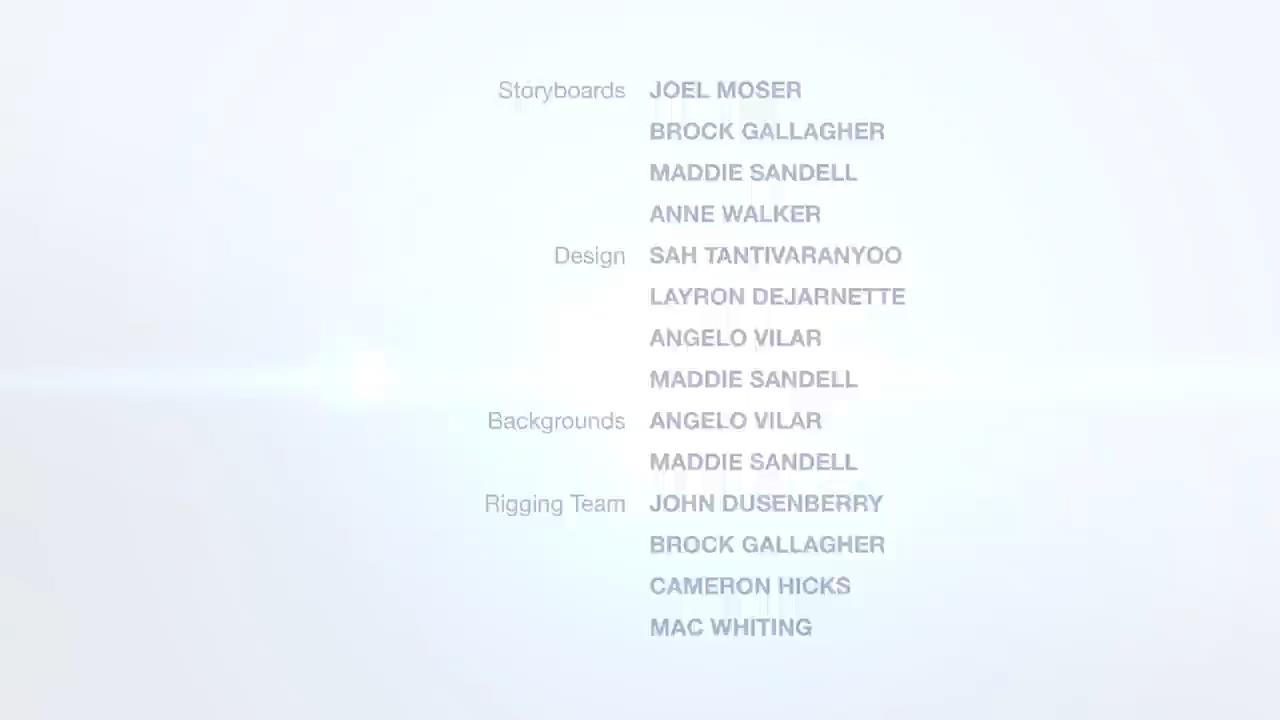 Storyboards JOEL MOSER
BROCK GALLAGHER
MADDIE SANDELL
ANNE WALKER
Design SAH TANTIVARANYOO
LAYRON DEJARNETTE
ANGELO VILAR
MADDIE SANDELL
Backgrounds ANGELO VILAR
MADDIE SANDELL
Rigging Team JOHN DUSENBERRY
BROCK GALLAGHER
CAMERON HICKS
MAC WHITING